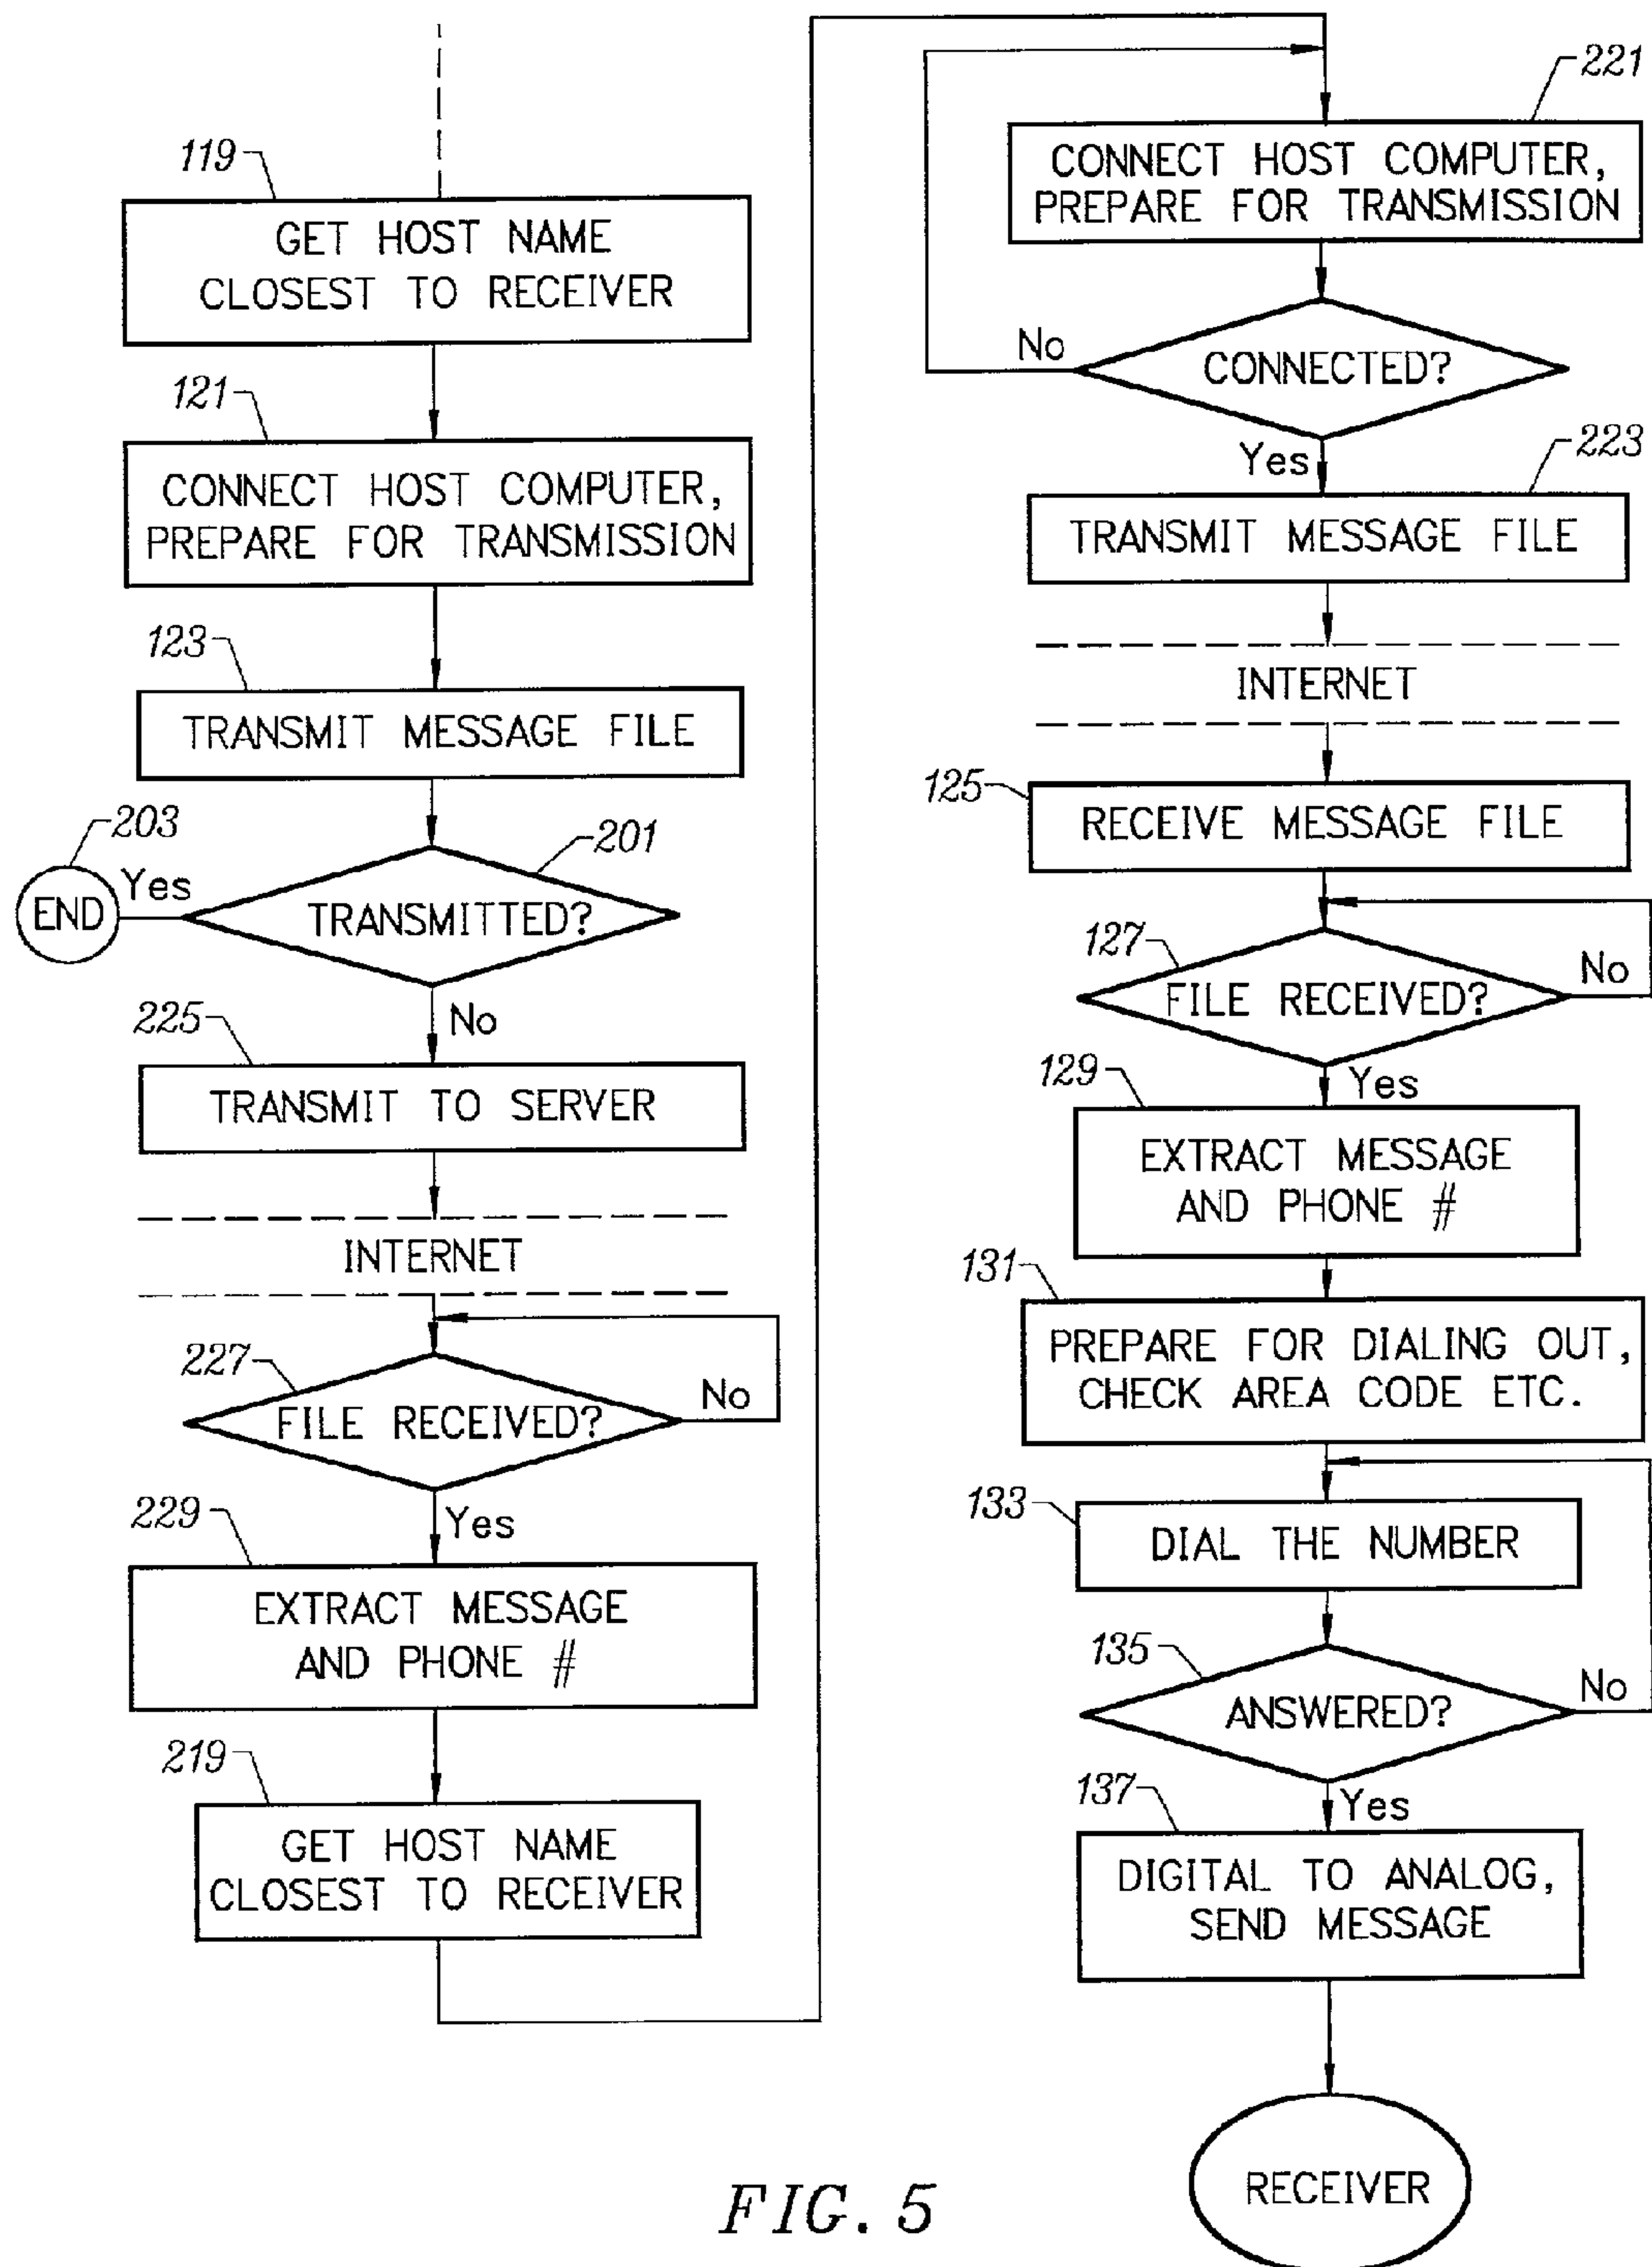 119
GET HOST NAME
CLOSEST TO RECEIVER
121
CONNECT HOST COMPUTER,
PREPARE FOR TRANSMISSION
123
TRANSMIT MESSAGE FILE
203
201
END
Yes
TRANSMITTED?
No
225
TRANSMIT TO SERVER
INTERNET
227
No
FILE RECEIVED?
Yes
229
EXTRACT MESSAGE
AND PHONE #
219
GET HOST NAME
CLOSEST TO RECEIVER
221
CONNECT HOST COMPUTER,
PREPARE FOR TRANSMISSION
No
CONNECTED?
Yes
223
TRANSMIT MESSAGE FILE
INTERNET
125
RECEIVE MESSAGE FILE
127
No
FILE RECEIVED?
129
Yes
EXTRACT MESSAGE
AND PHONE #
131
PREPARE FOR DIALING OUT,
CHECK AREA CODE ETC.
133
DIAL THE NUMBER
135
No
ANSWERED?
137
Yes
DIGITAL TO ANALOG,
SEND MESSAGE
RECEIVER
FIG. 5